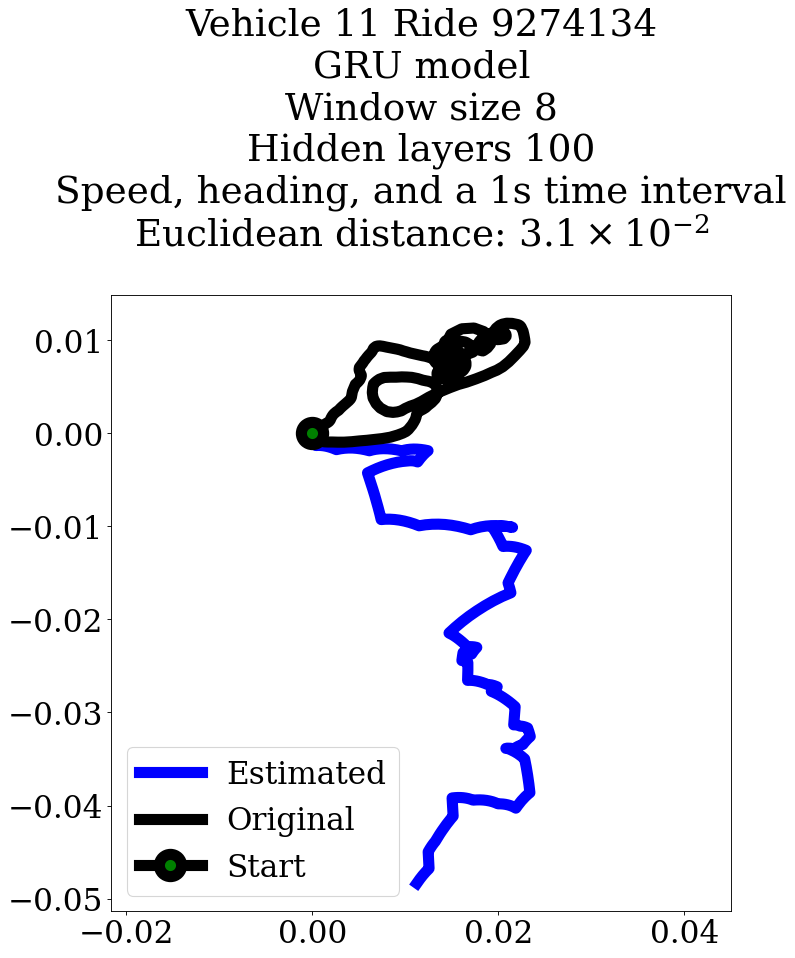 Vehicle 11 Ride 9274134
GRU model
Window size 8
Hidden layers 100
Speed, heading, and a 1s time interval
Euclidean distance: 3.1 × 10⁻²
0.01
0.00
−0.01
−0.02
−0.03
−0.04
−0.05
Estimated
Original
Start
−0.02 0.00 0.02 0.04